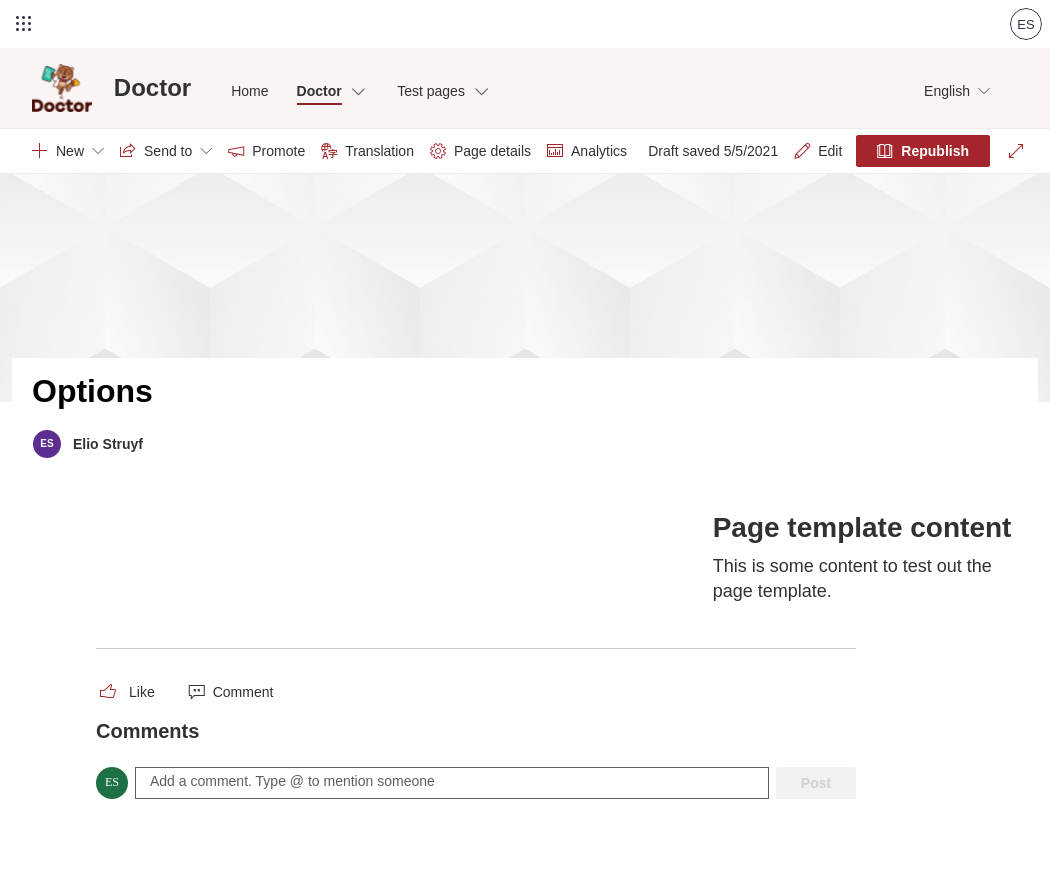 ES
Doctor
Doctor
Home
Doctor
Test pages
English
New
Send to
Promote
Translation
Page details
Analytics
Draft saved 5/5/2021
Edit
Republish
Options
ES
Elio Struyf
Page template content
This is some content to test out the
page template.
Like
Comment
Comments
ES
Add a comment. Type @ to mention someone
Post